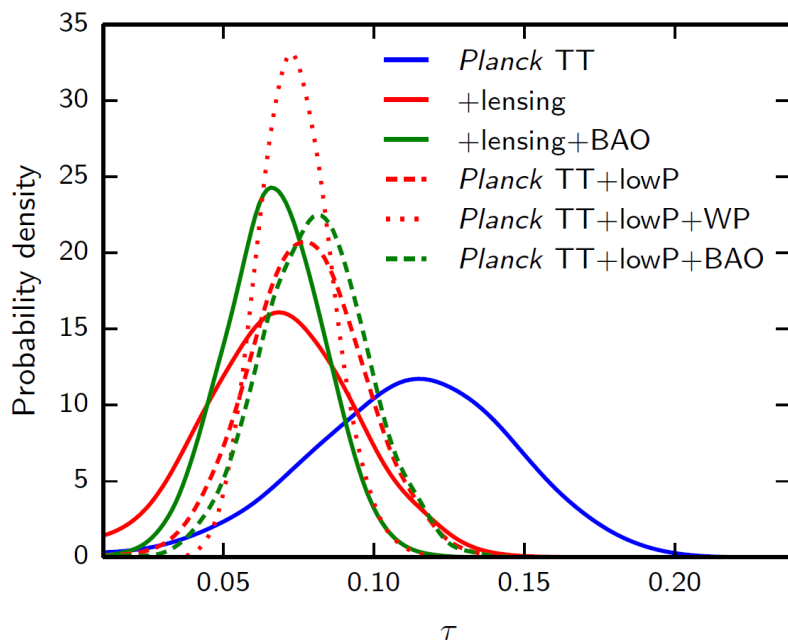 35
30
25
20
15
10
5
0
Probability density
Planck TT
+lensing
+lensing+BAO
Planck TT+lowP
Planck TT+lowP+WP
Planck TT+lowP+BAO
0.05 0.10 0.15 0.20
τ